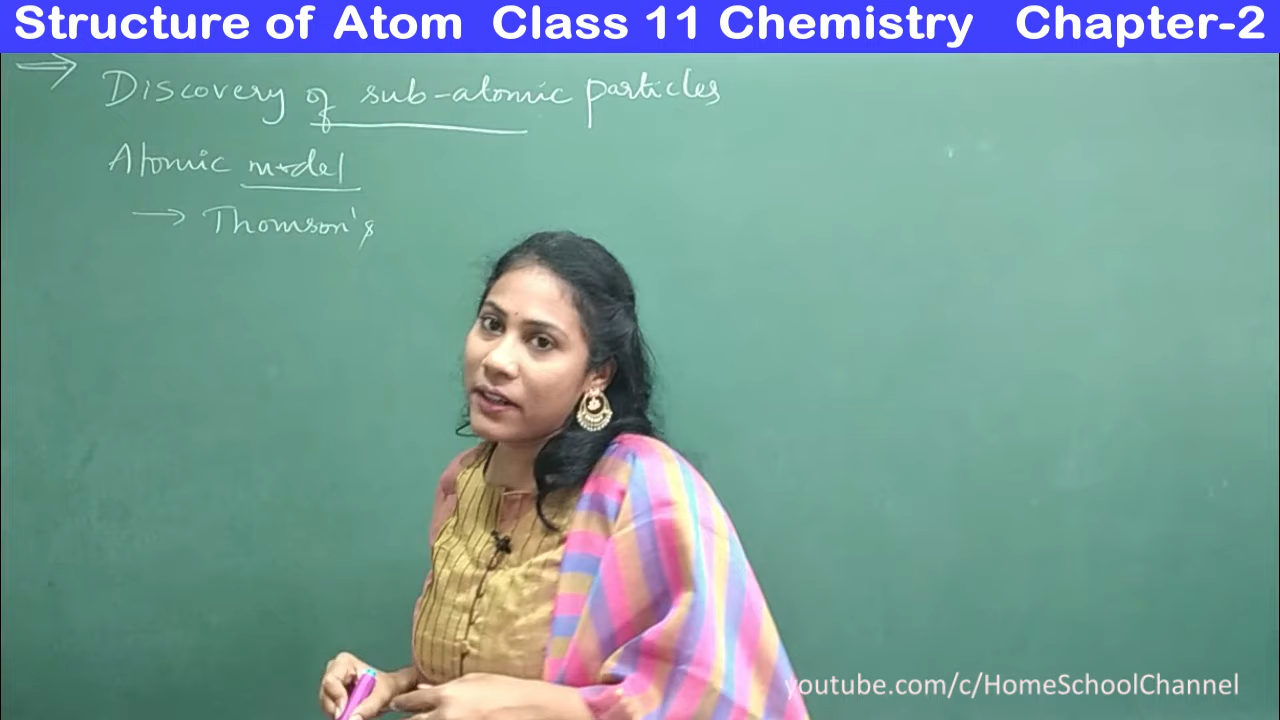 Structure of Atom Class 11 Chemistry Chapter-2
⇒ Discovery of sub-atomic particles
Atomic model
→ Thomson's
youtube.com/c/HomeSchoolChannel